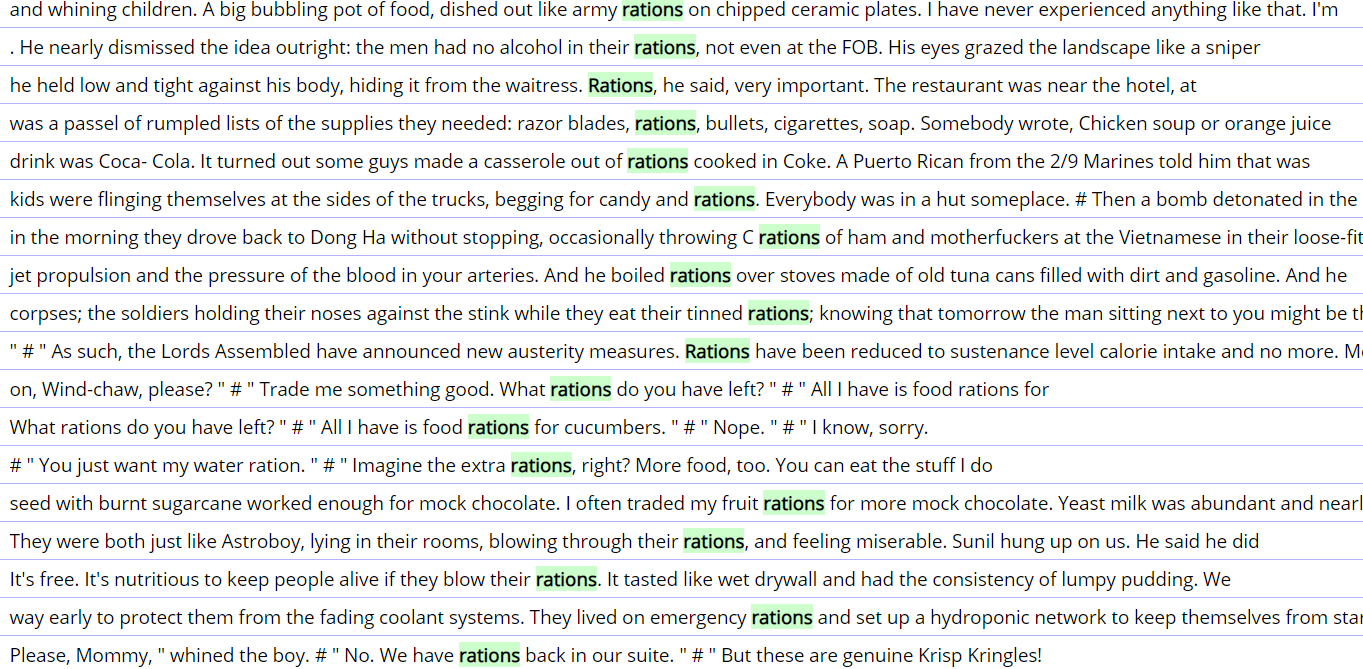 and whining children. A big bubbling pot of food, dished out like army rations on chipped ceramic plates. I have never experienced anything like that. I'm
. He nearly dismissed the idea outright: the men had no alcohol in their rations, not even at the FOB. His eyes grazed the landscape like a sniper
he held low and tight against his body, hiding it from the waitress. Rations, he said, very important. The restaurant was near the hotel, at
was a passel of rumpled lists of the supplies they needed: razor blades, rations, bullets, cigarettes, soap. Somebody wrote, Chicken soup or orange juice
drink was Coca- Cola. It turned out some guys made a casserole out of rations cooked in Coke. A Puerto Rican from the 2/9 Marines told him that was
kids were flinging themselves at the sides of the trucks, begging for candy and rations. Everybody was in a hut someplace. # Then a bomb detonated in the
in the morning they drove back to Dong Ha without stopping, occasionally throwing C rations of ham and motherfuckers at the Vietnamese in their loose-fit
jet propulsion and the pressure of the blood in your arteries. And he boiled rations over stoves made of old tuna cans filled with dirt and gasoline. And he
corpses; the soldiers holding their noses against the stink while they eat their tinned rations; knowing that tomorrow the man sitting next to you might be th
" # " As such, the Lords Assembled have announced new austerity measures. Rations have been reduced to sustenance level calorie intake and no more. M
on, Wind-chaw, please? " # " Trade me something good. What rations do you have left? " # " All I have is food rations for
What rations do you have left? " # " All I have is food rations for cucumbers. " # " Nope. " # " I know, sorry.
# " You just want my water ration. " # " Imagine the extra rations, right? More food, too. You can eat the stuff I do
seed with burnt sugarcane worked enough for mock chocolate. I often traded my fruit rations for more mock chocolate. Yeast milk was abundant and nearl
They were both just like Astroboy, lying in their rooms, blowing through their rations, and feeling miserable. Sunil hung up on us. He said he did
It's free. It's nutritious to keep people alive if they blow their rations. It tasted like wet drywall and had the consistency of lumpy pudding. We
way early to protect them from the fading coolant systems. They lived on emergency rations and set up a hydroponic network to keep themselves from star
Please, Mommy, " whined the boy. # " No. We have rations back in our suite. " # " But these are genuine Krisp Kringles!